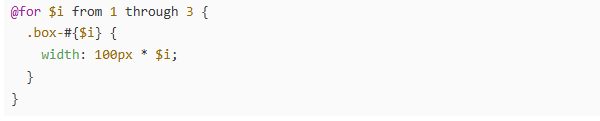 @for $i from 1 through 3 {
  .box-#{$i} {
    width: 100px * $i;
  }
}